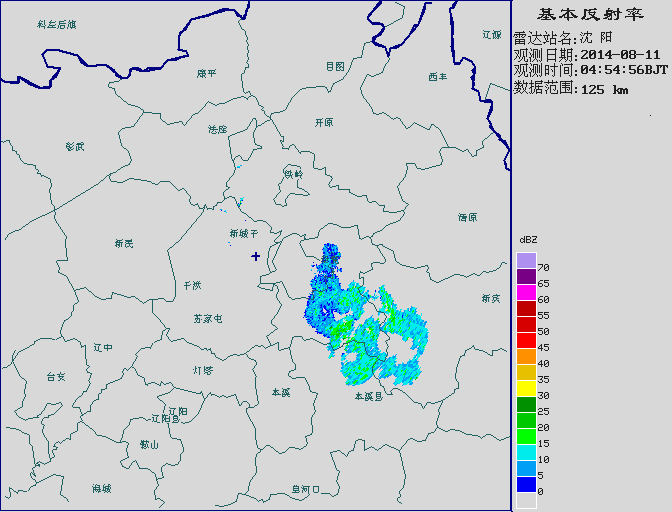 基本反射率
雷达站名:沈 阳
观测日期:2014-08-11
观测时间:04:54:56BJT
数据范围:125 km
科左后旗
辽源
康平
昌图
西丰
法库
开原
彰武
铁岭
清原
新城子
新民
于洪
新宾
苏家屯
辽中
灯塔
台安
本溪
本溪县
辽阳
辽阳县
鞍山
海城
dBZ
70
65
60
55
50
45
40
35
30
25
20
15
10
5
0